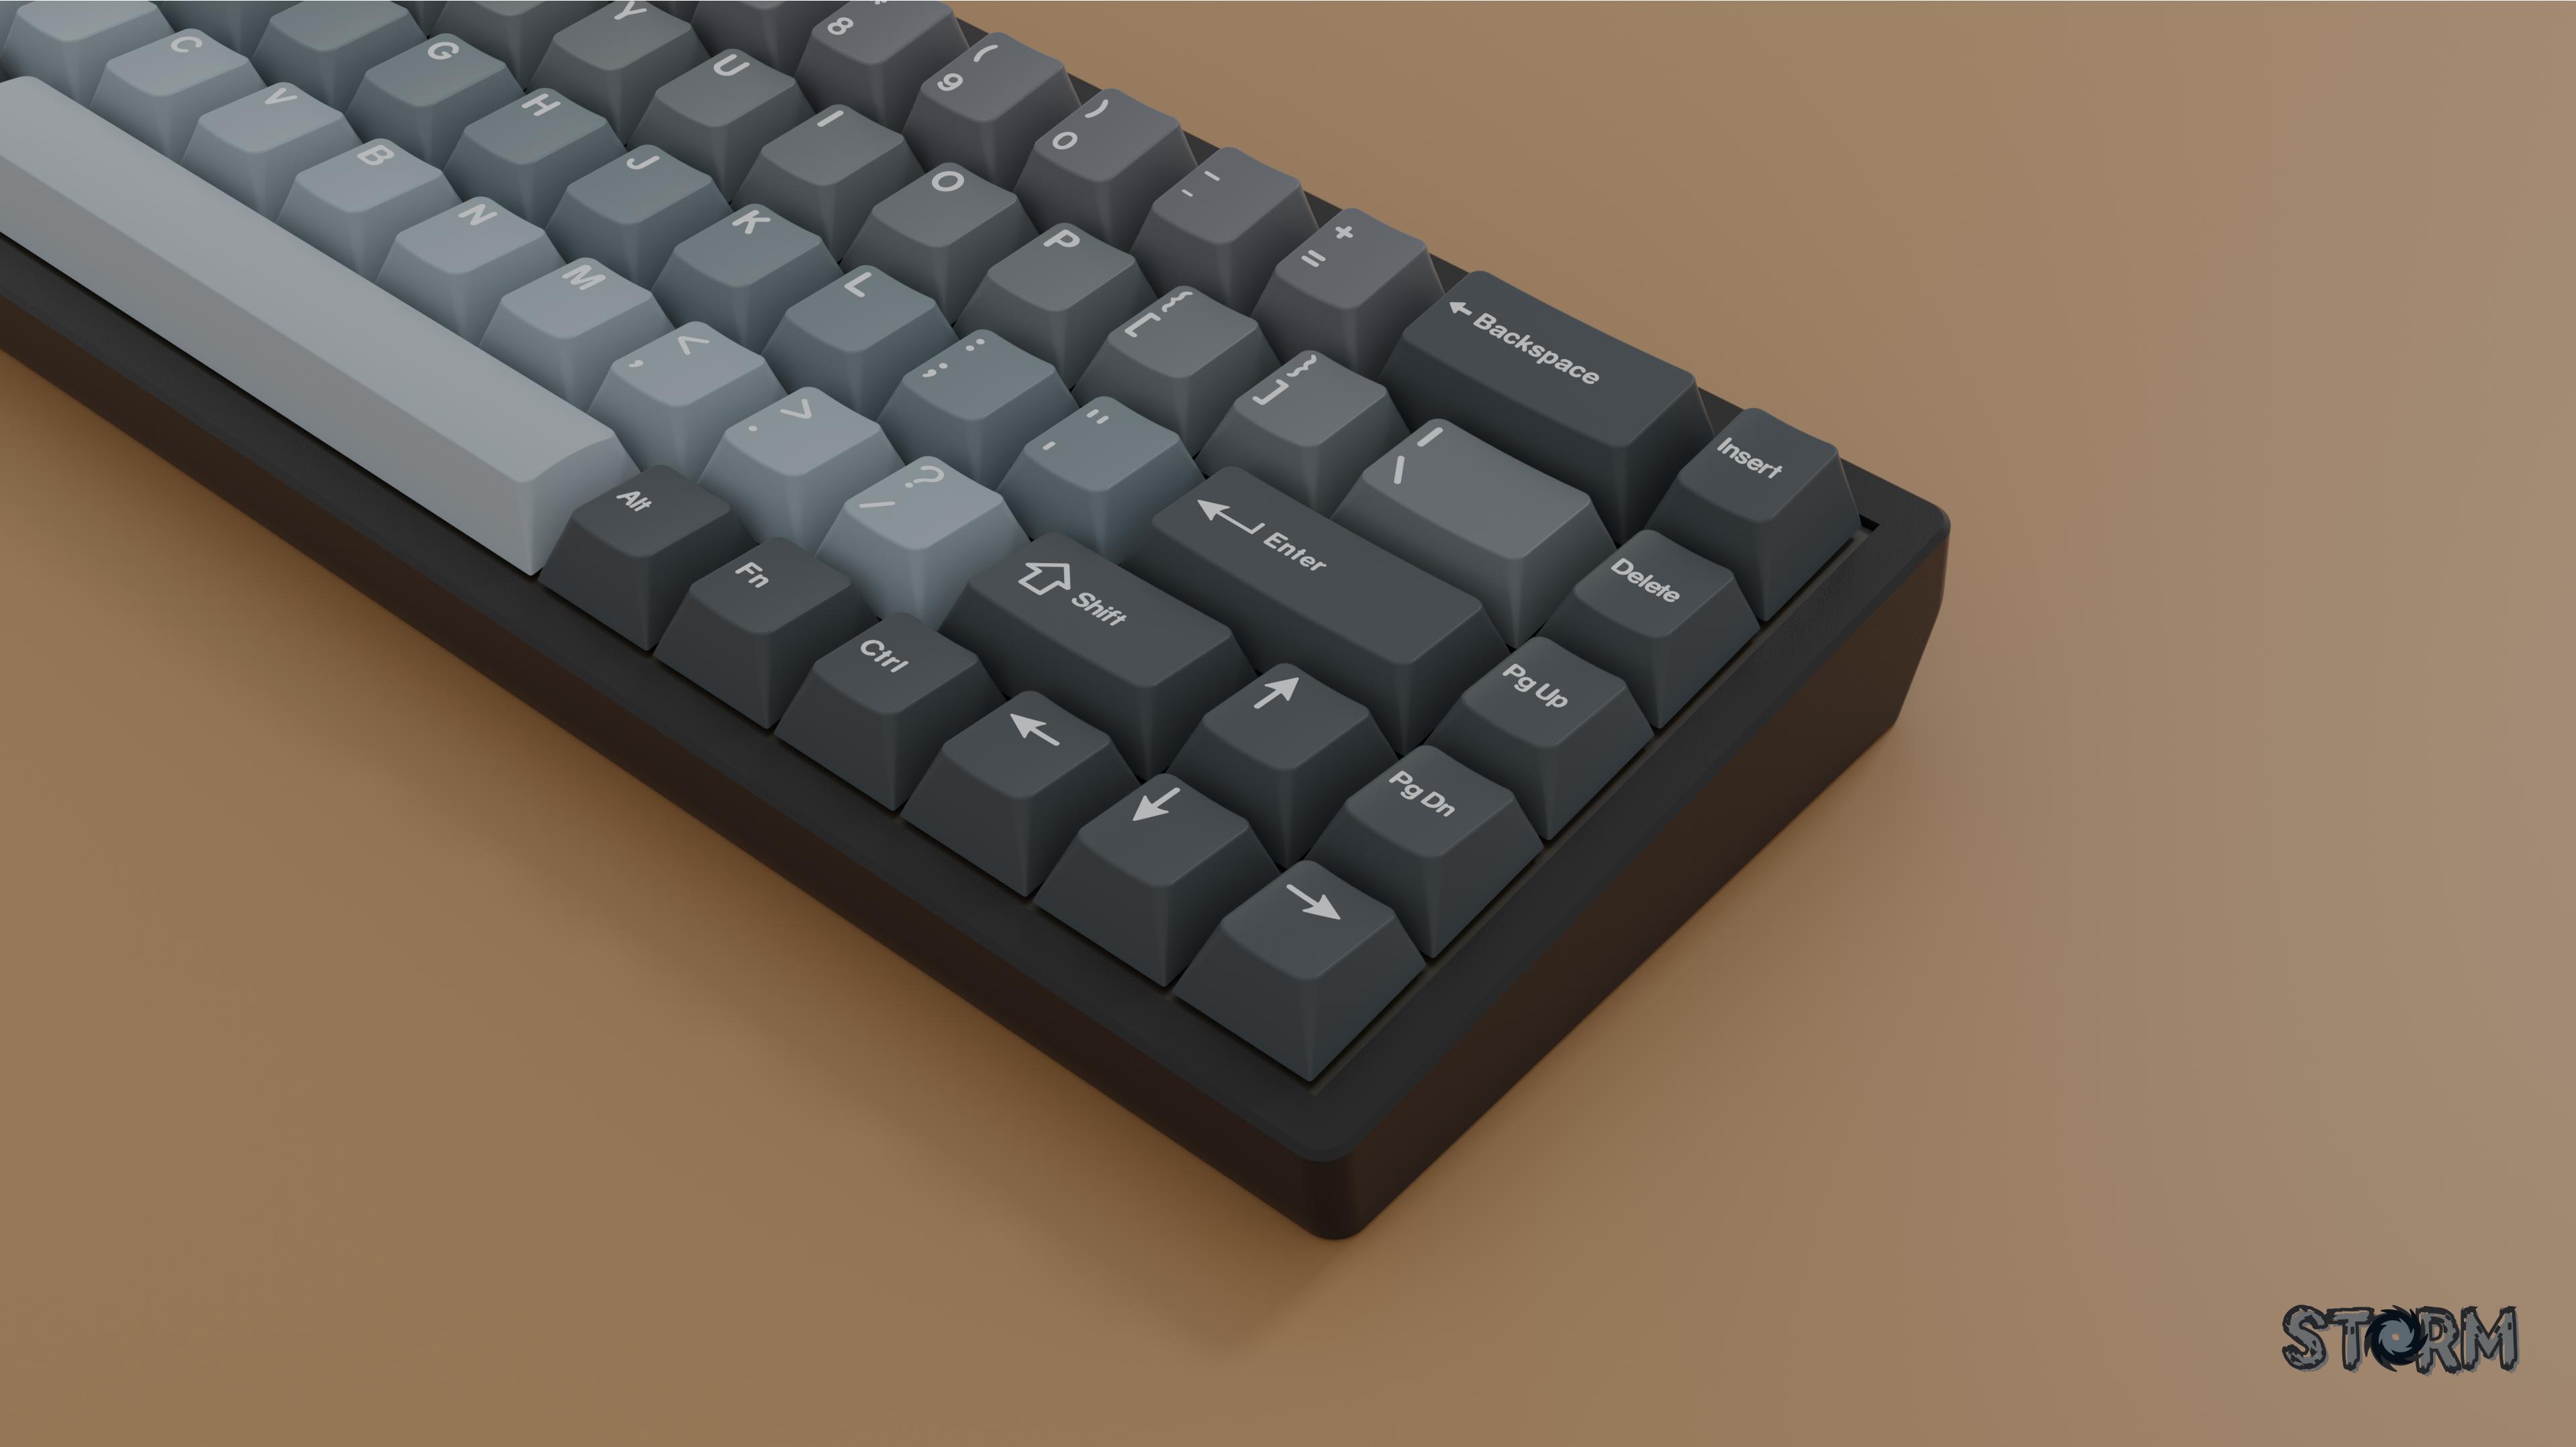 8
( 9
) 0
_ -
+ =
← Backspace
Insert
Y U I O P { [ } ] | \
Delete
G H J K L : ; " '
↵ Enter
Pg Up
C V B N M < , > . ? /
⇧ Shift
↑
Pg Dn
Alt Fn Ctrl ← ↓ →
STORM